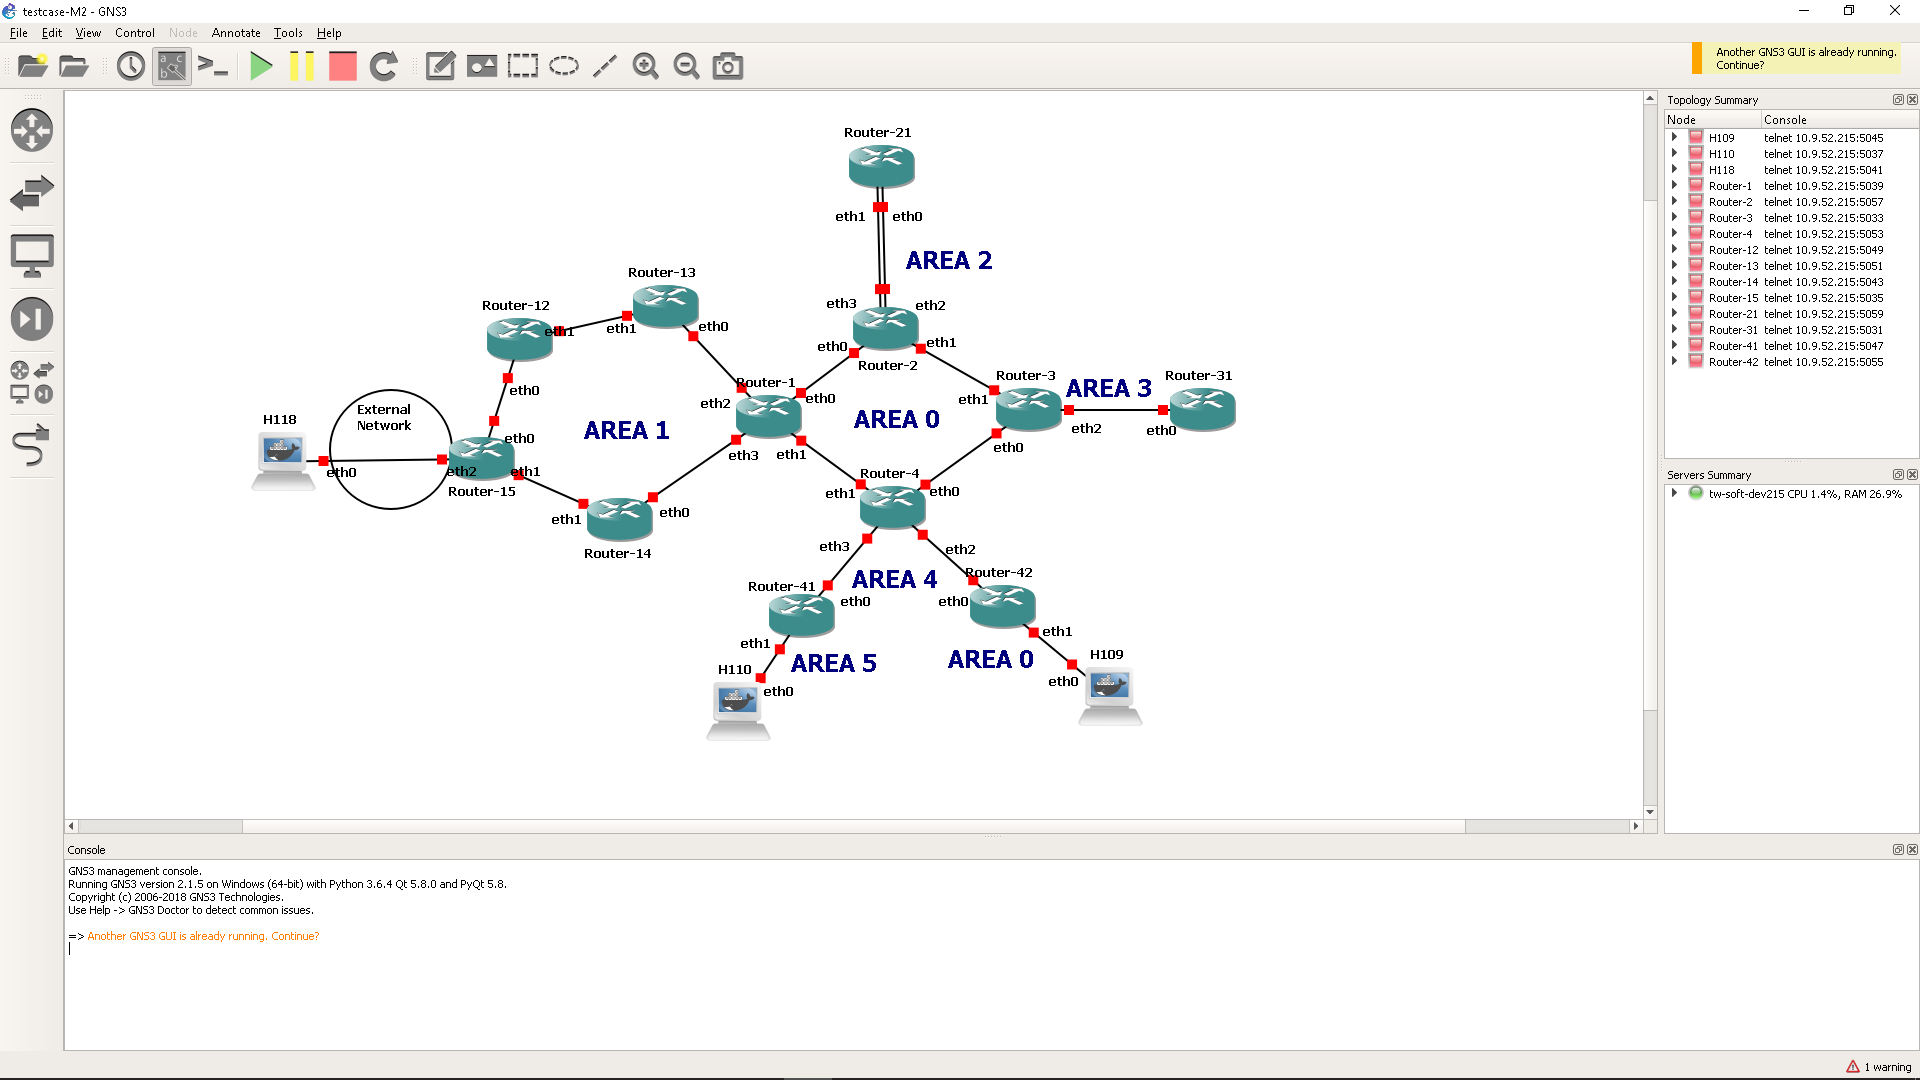 testcase-M2 - GNS3
File Edit View Control Node Annotate Tools Help
Another GNS3 GUI is already running.
Continue?
Topology Summary
Node Console
H109 telnet 10.9.52.215:5045
H110 telnet 10.9.52.215:5037
H118 telnet 10.9.52.215:5041
Router-1 telnet 10.9.52.215:5039
Router-2 telnet 10.9.52.215:5057
Router-3 telnet 10.9.52.215:5033
Router-4 telnet 10.9.52.215:5053
Router-12 telnet 10.9.52.215:5049
Router-13 telnet 10.9.52.215:5051
Router-14 telnet 10.9.52.215:5043
Router-15 telnet 10.9.52.215:5035
Router-21 telnet 10.9.52.215:5059
Router-31 telnet 10.9.52.215:5031
Router-41 telnet 10.9.52.215:5047
Router-42 telnet 10.9.52.215:5055
Servers Summary
tw-soft-dev215 CPU 1.4%, RAM 26.9%
Router-21
eth1 eth0
AREA 2
Router-13
Router-12
eth3 eth2
eth1 eth1 eth0
eth0 eth1
Router-2
Router-1
Router-3
AREA 3
Router-31
eth0
eth2 eth0
eth1
External
Network
H118
AREA 1
AREA 0
eth2 eth0
eth0
eth0
eth3 eth1
eth0
eth0
eth2 eth1
Router-15
Router-4
eth1 eth0
eth1 eth0
Router-14
eth3 eth2
Router-41
AREA 4
Router-42
eth0 eth0
eth1 eth1
AREA 5
AREA 0
H109
H110
eth0
eth0
Console
GNS3 management console.
Running GNS3 version 2.1.5 on Windows (64-bit) with Python 3.6.4 Qt 5.8.0 and PyQt 5.8.
Copyright (c) 2006-2018 GNS3 Technologies.
Use Help -> GNS3 Doctor to detect common issues.
=> Another GNS3 GUI is already running. Continue?
1 warning